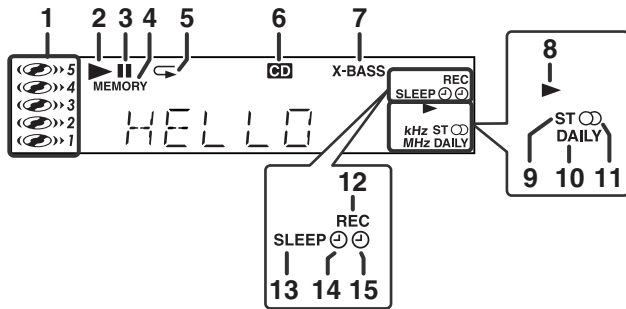 1 2 3 4 5 6 7
5 CD X-BASS REC
4 MEMORY SLEEP
3
2 HELLO kHz ST
1 MHz DAILY
8
ST
DAILY
9 10 11
12
REC
SLEEP
13 14 15